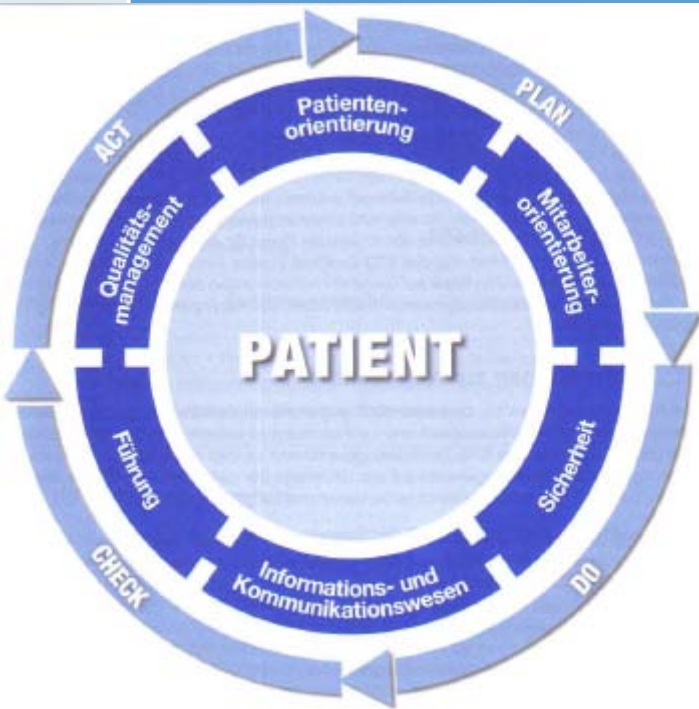 PLAN
ACT
Patienten-
orientierung
Mitarbeiter-
orientierung
Qualitäts-
management
PATIENT
Sicherheit
Führung
Informations- und
Kommunikationswesen
DO
CHECK